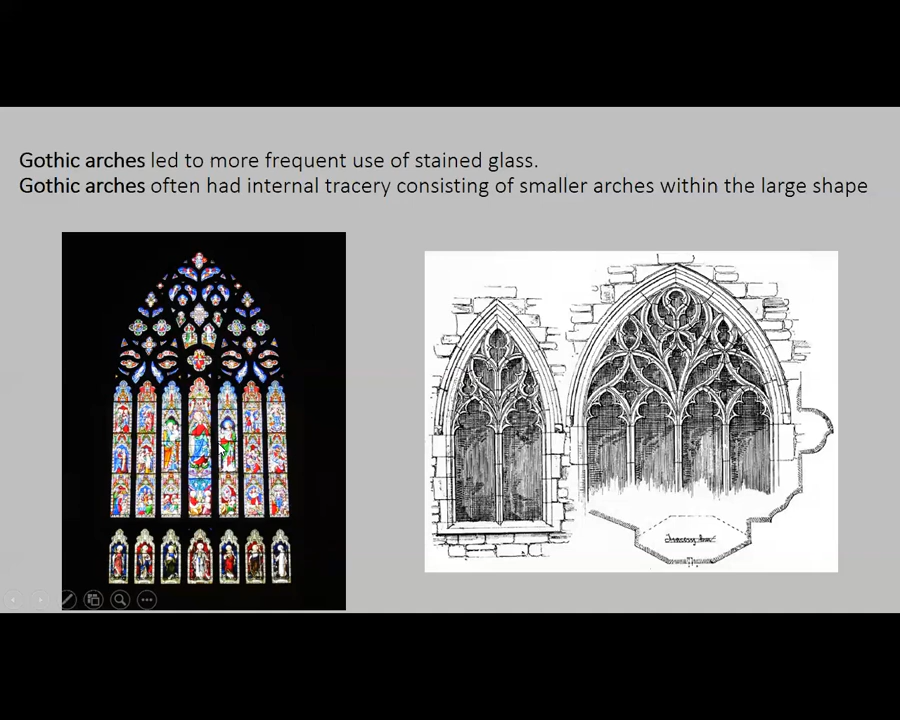 Gothic arches led to more frequent use of stained glass.
Gothic arches often had internal tracery consisting of smaller arches within the large shape